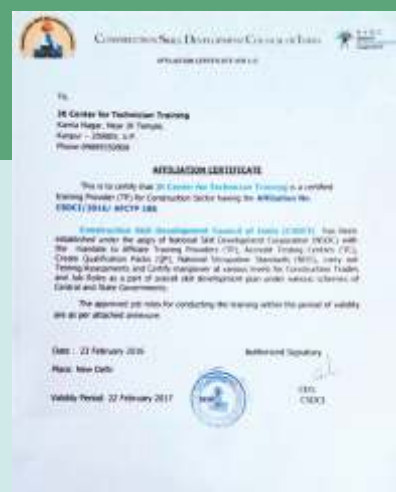 Construction Skill Development Council of India
To,
JK Center for Technician Training
Kamla Nagar, Near JK Temple,
Kanpur -
Phone
AFFILIATION CERTIFICATE
This is to certify that JK Center for Technician Training is a certified
Training Provider (TP) for Construction Sector having the Affiliation No.
CSDCI/2016/
Construction Skill Development Council of India (CSDCI) has been
established under the aegis of National Skill Development Corporation (NSDC) with
the mandate to Affiliate Training Providers (TP), Accredit Training Centres (TC),
Create Qualification Packs (QP), National Occupation Standards (NOS), carry out
Training Assessments and Certify manpower at various levels for Construction Trades
and Job Roles as a part of overall skill development plan under various schemes of
Central and State Governments.
The approved job roles for conducting the training within the period of validity
are as per attached annexure.
Date : 23 February 2016
Authorized Signatory
Place: New Delhi
Validity Period: 22 February 2017
CEO,
CSDCI